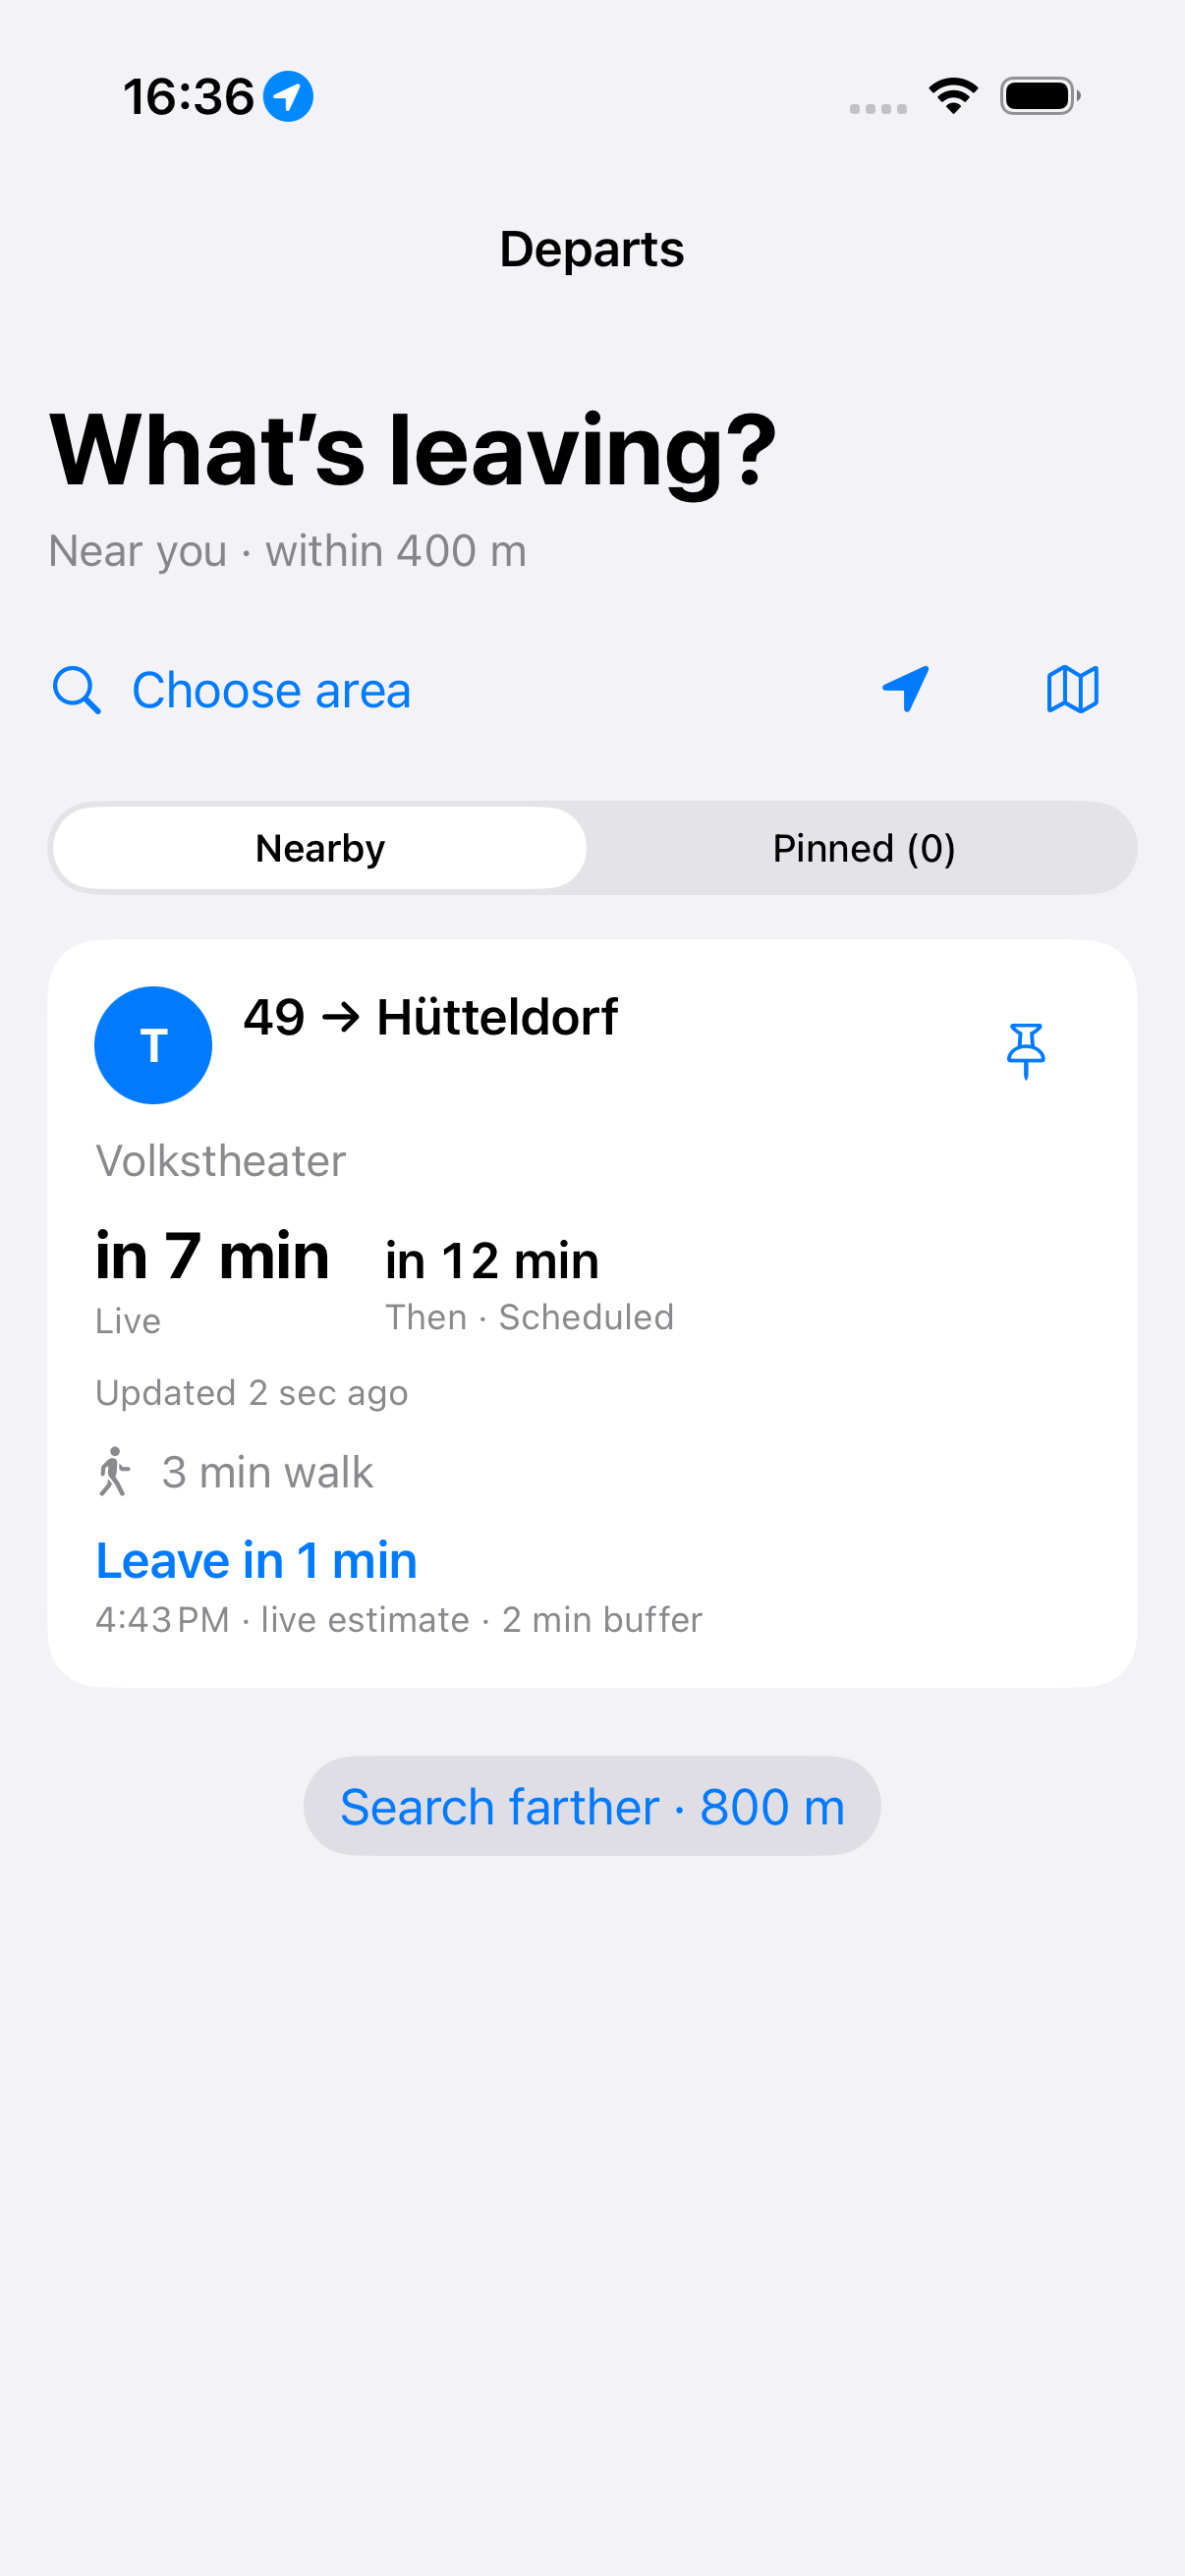 16:36
Departs
What’s leaving?
Near you · within 400 m
Choose area
Nearby
Pinned (0)
T
49 → Hütteldorf
Volkstheater
in 7 min
in 12 min
Live
Then · Scheduled
Updated 2 sec ago
3 min walk
Leave in 1 min
4:43 PM · live estimate · 2 min buffer
Search farther · 800 m